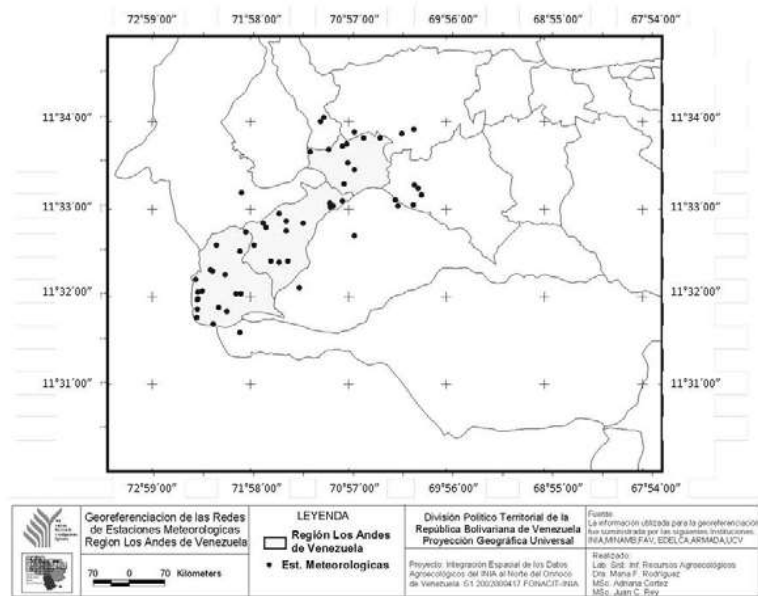 72°59'00" 71°58'00" 70°57'00" 69°56'00" 68°55'00" 67°54'00"
11°34'00" 11°34'00"
11°33'00" 11°33'00"
11°32'00" 11°32'00"
11°31'00" 11°31'00"
72°59'00" 71°58'00" 70°57'00" 69°56'00" 68°55'00" 67°54'00"
Georeferenciación de las Redes
de Estaciones Meteorologicas
Region Los Andes de Venezuela
70 0 70 Kilometers
LEYENDA
Región Los Andes
de Venezuela
Est. Meteorologicas
División Político Territorial de la
República Bolivariana de Venezuela
Proyección Geográfica Universal
Proyecto: Integración Espacial de los Datos
Agroecológicos del INIA al Norte del Orinoco
de Venezuela. S1 2002000417 FONACIT-INIA
Fuente:
La información utilizada para la georeferenciación
fue suministrada por las siguientes Instituciones:
INIA,MINAMB,FAV, EDELCA,ARMADA,UCV
Realizado:
Lab. Sist. Inf. Recursos Agroecológicos
Dra. Maria F. Rodriguez
MSc. Adriana Cortez
MSc. Juan C. Rey